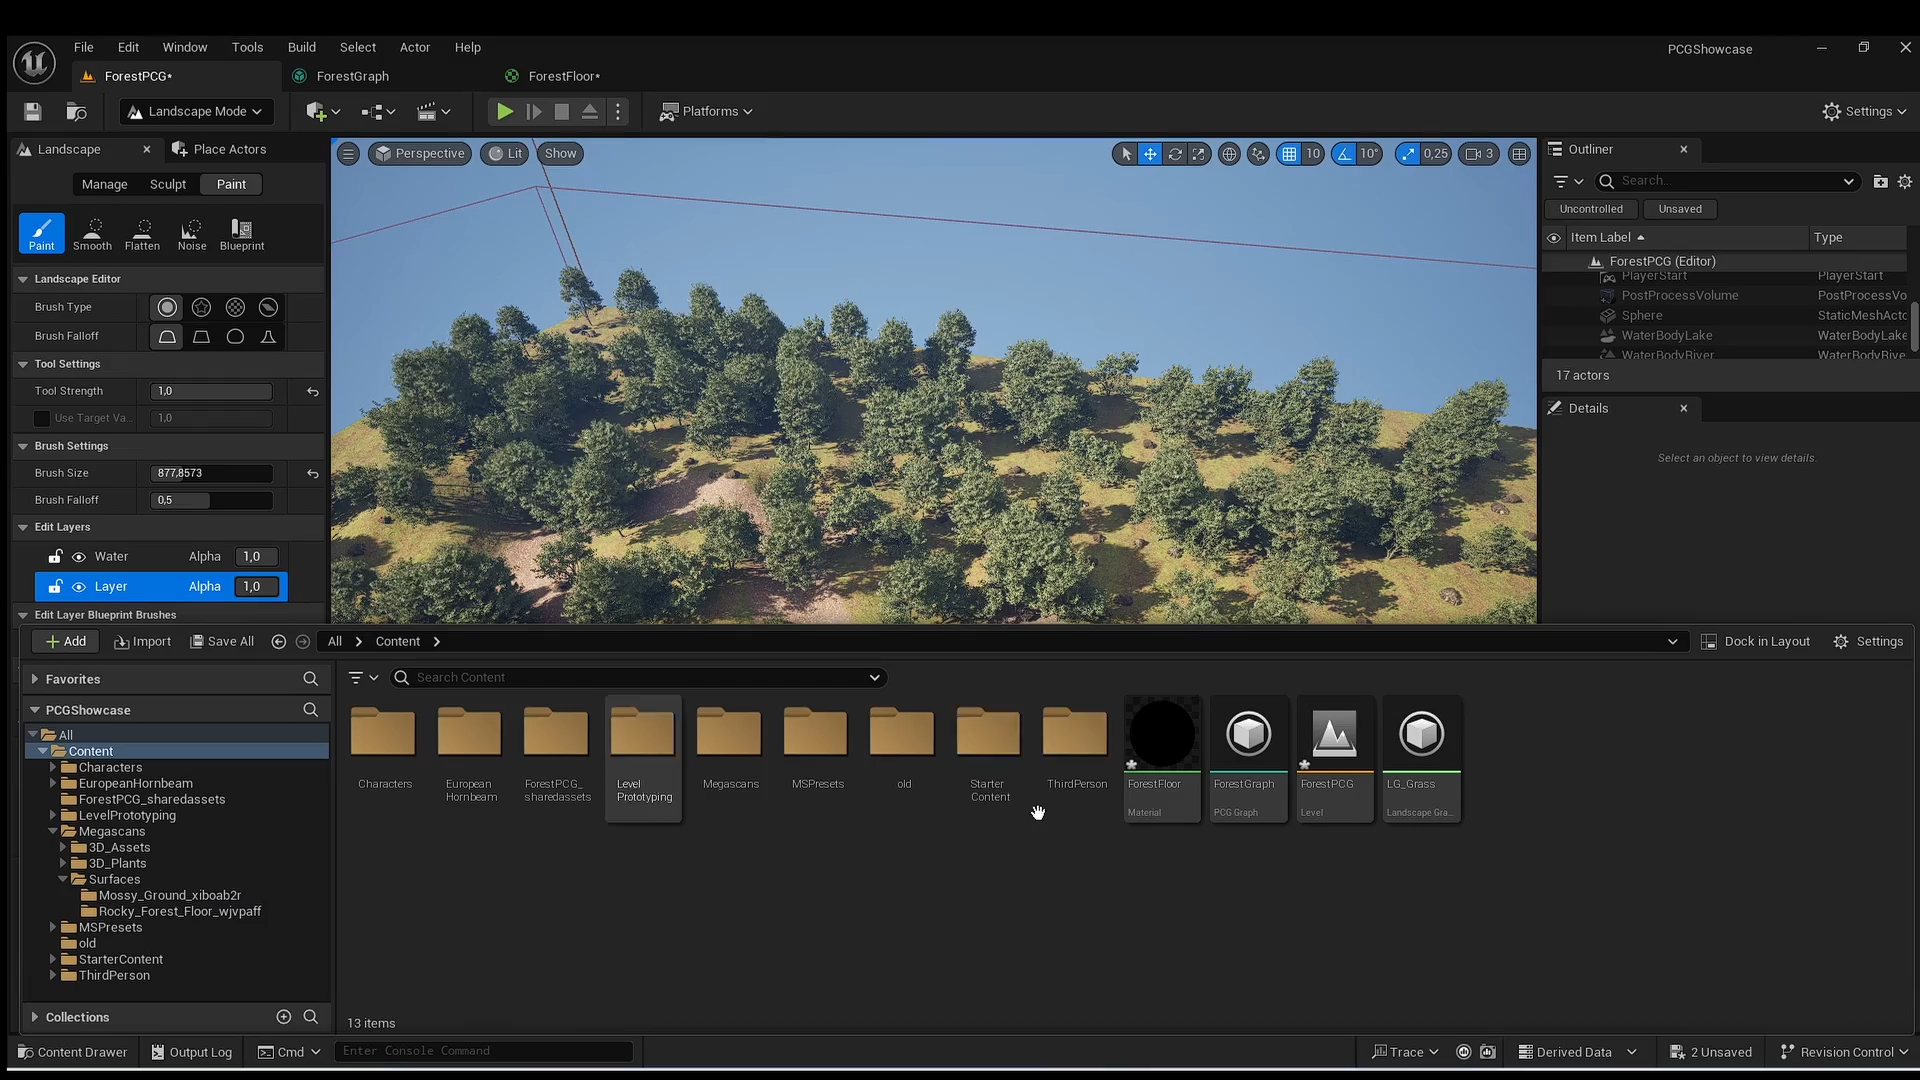 File Edit Window Tools Build Select Actor Help
PCGShowcase
ForestPCG*
ForestGraph
ForestFloor*
Landscape Mode
Platforms
Settings
Landscape
Place Actors
Manage Sculpt Paint
Paint Smooth Flatten Noise Blueprint
Landscape Editor
Brush Type
Brush Falloff
Tool Settings
Tool Strength 1,0
Use Target Va... 1,0
Brush Settings
Brush Size 877,8573
Brush Falloff 0,5
Edit Layers
Water Alpha 1,0
Layer Alpha 1,0
Edit Layer Blueprint Brushes
Perspective Lit Show
10 10° 0,25 3
Outliner
Search...
Uncontrolled Unsaved
Item Label Type
ForestPCG (Editor)
PlayerStart PlayerStart
PostProcessVolume PostProcessVo
Sphere StaticMeshActo
WaterBodyLake WaterBodyLake
WaterBodyRiver WaterBodyRive
17 actors
Details
Select an object to view details.
Add Import Save All All Content
Dock in Layout Settings
Favorites
PCGShowcase
All
Content
Characters
EuropeanHornbeam
ForestPCG_sharedassets
LevelPrototyping
Megascans
3D_Assets
3D_Plants
Surfaces
Mossy_Ground_xiboab2r
Rocky_Forest_Floor_wjvpaff
MSPresets
old
StarterContent
ThirdPerson
Collections
Search Content
Characters
European
Hornbeam
ForestPCG_
sharedassets
Level
Prototyping
Megascans
MSPresets
old
Starter
Content
ThirdPerson
ForestFloor
Material
ForestGraph
PCG Graph
ForestPCG
Level
LG_Grass
Landscape Gra...
13 items
Content Drawer Output Log Cmd Enter Console Command
Trace Derived Data 2 Unsaved Revision Control